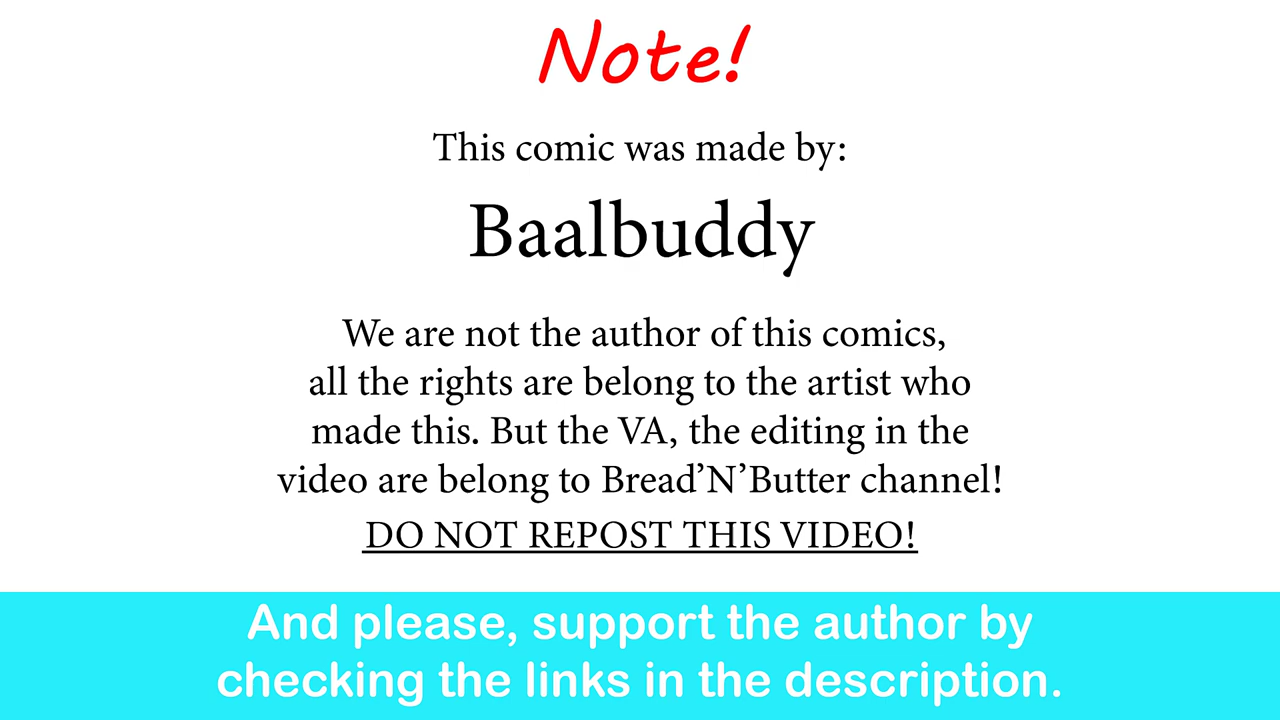 Note!
This comic was made by:
Baalbuddy
We are not the author of this comics,
all the rights are belong to the artist who
made this. But the VA, the editing in the
video are belong to Bread’N’Butter channel!
DO NOT REPOST THIS VIDEO!
And please, support the author by
checking the links in the description.